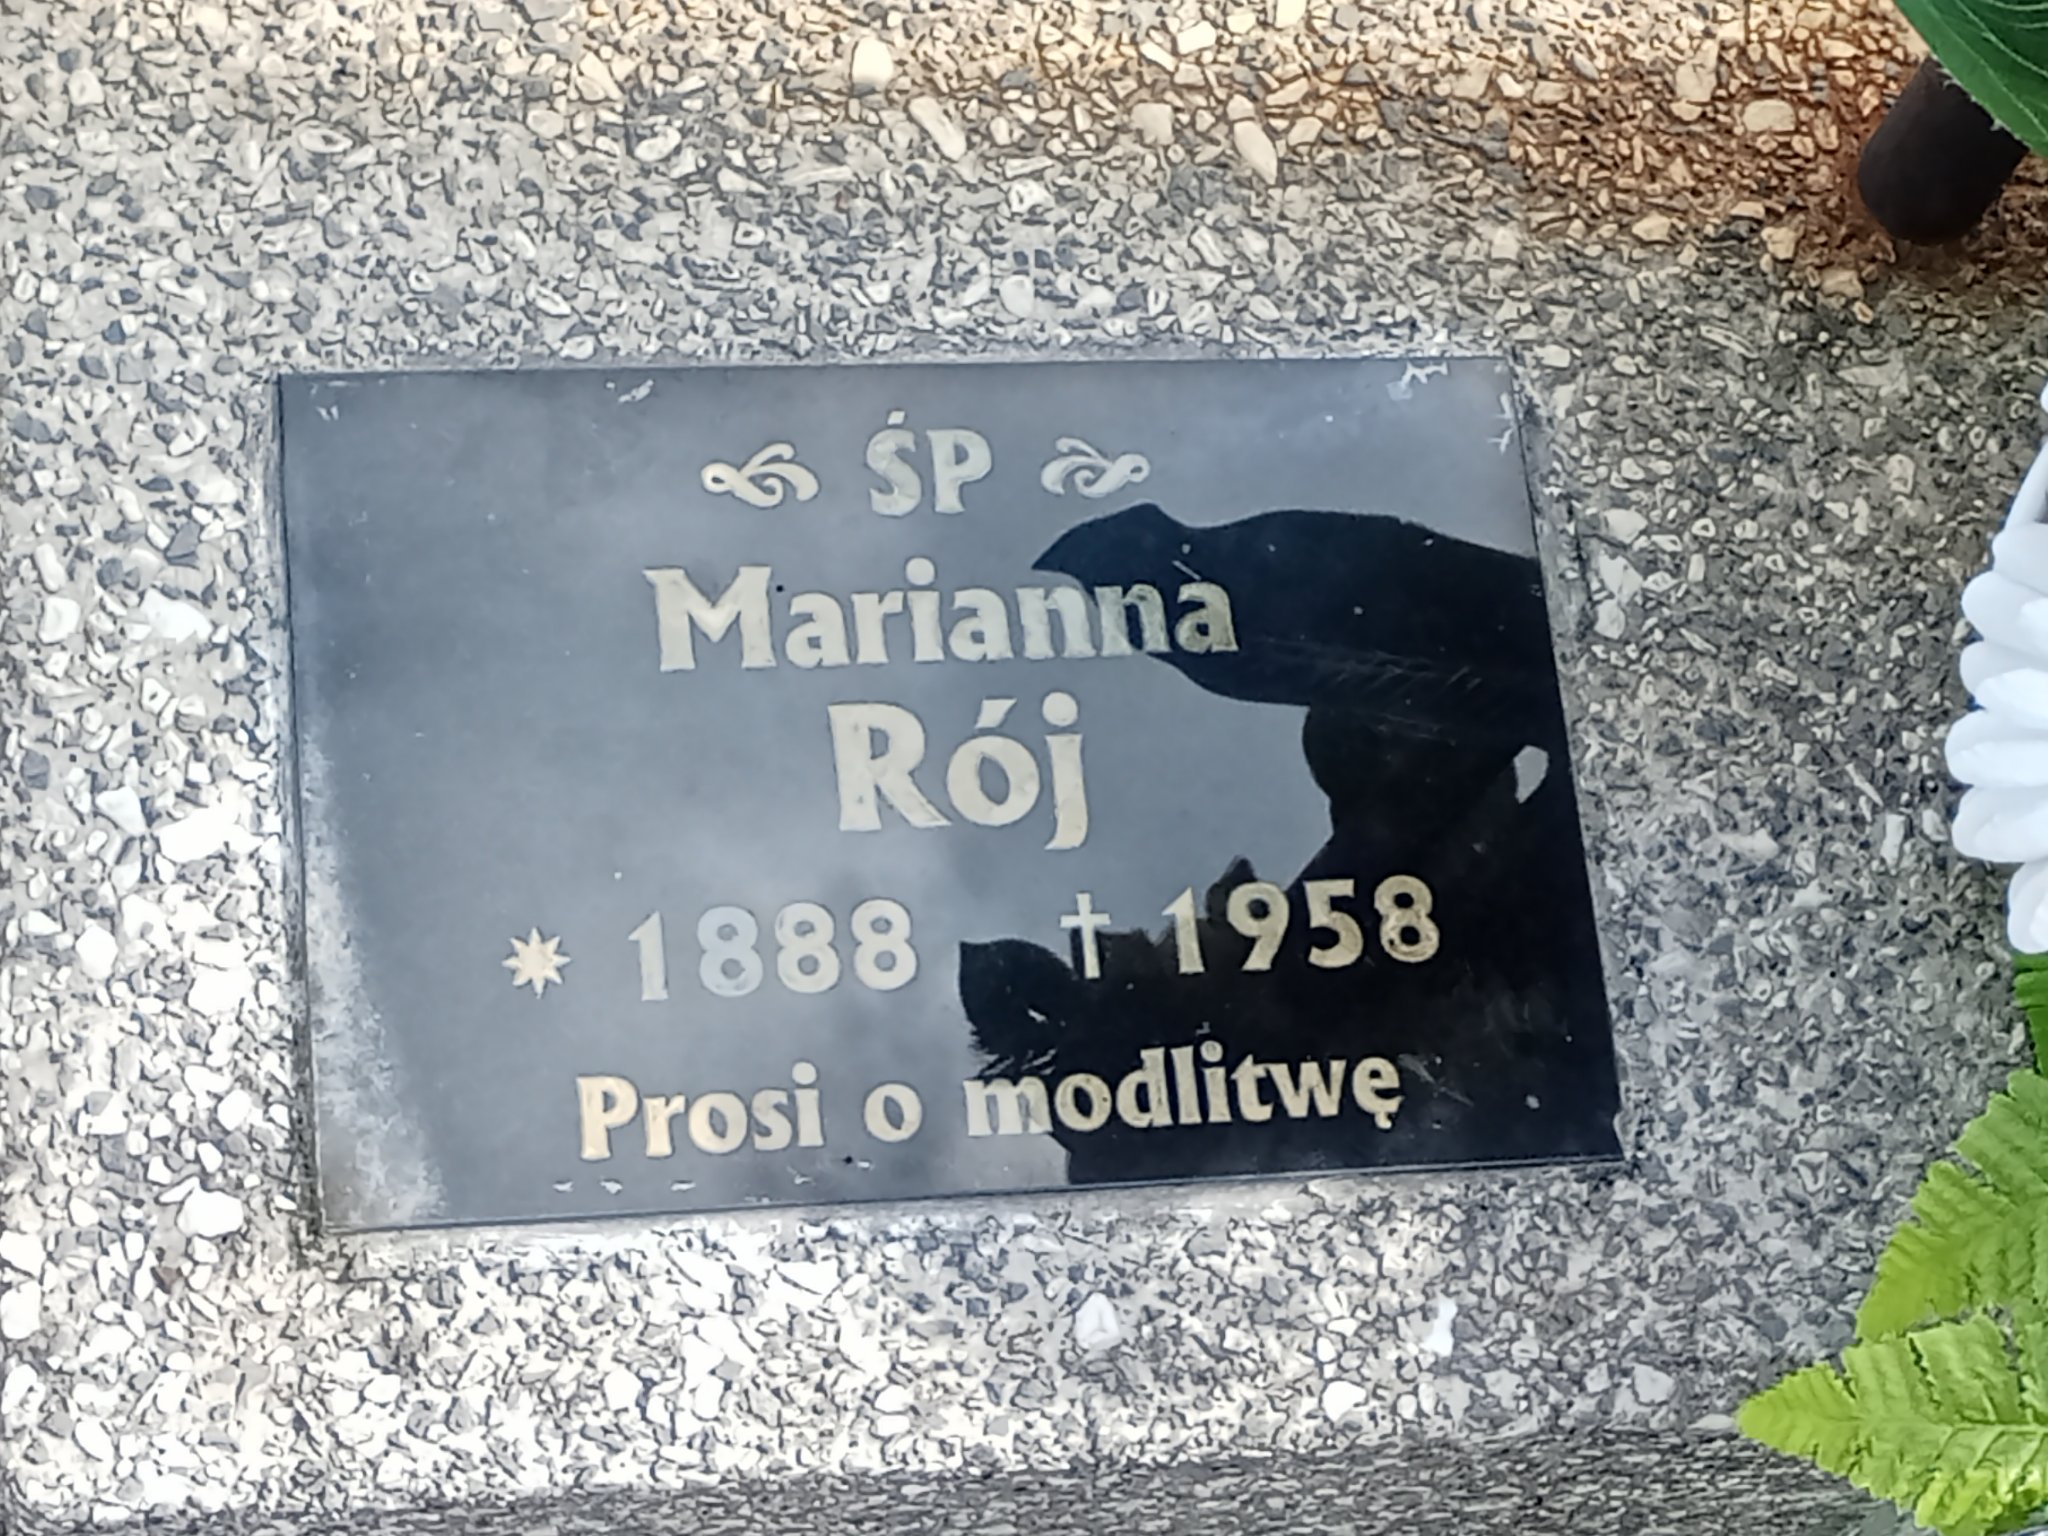 ŚP
Marianna
Rój
* 1888 † 1958
Prosi o modlitwę